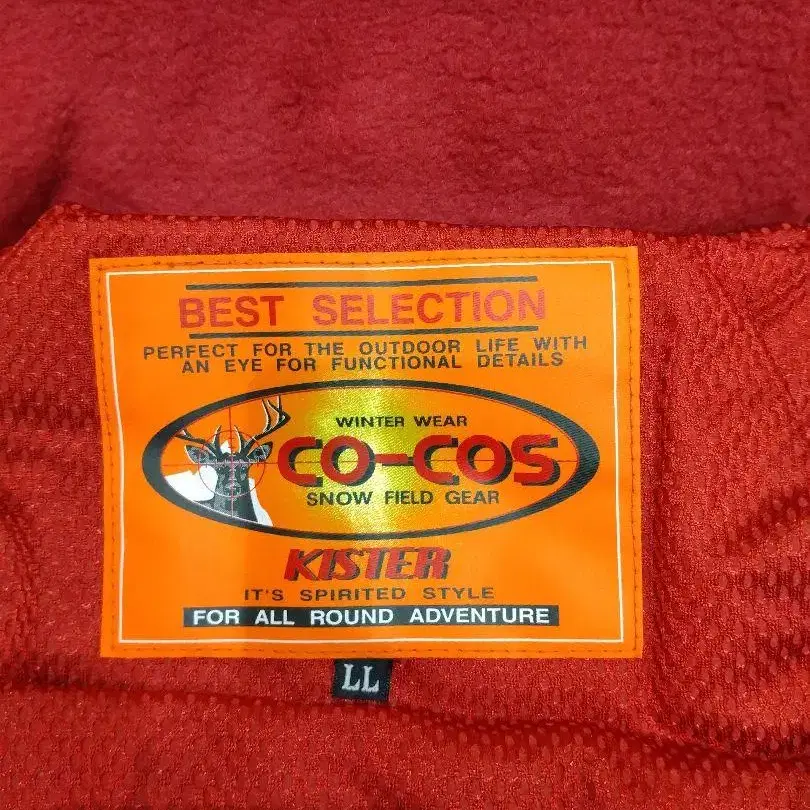 BEST SELECTION
PERFECT FOR THE OUTDOOR LIFE WITH
AN EYE FOR FUNCTIONAL DETAILS
WINTER WEAR
CO-COS
SNOW FIELD GEAR
KISTER
IT'S SPIRITED STYLE
FOR ALL ROUND ADVENTURE
LL